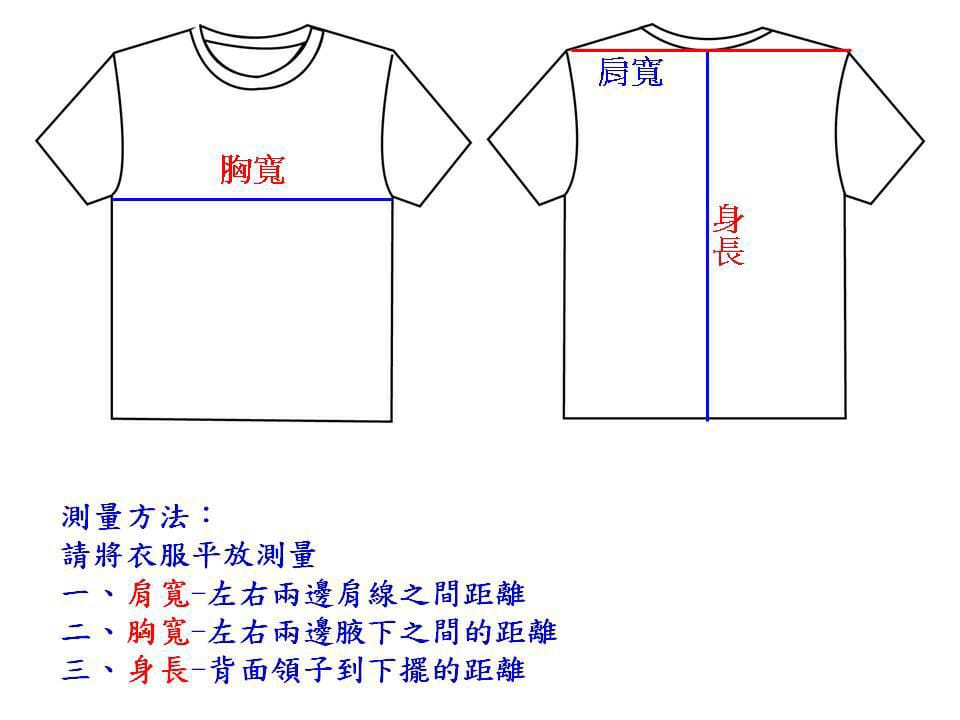 胸寬
肩寬
身長
測量方法：
請將衣服平放測量
一、肩寬-左右兩邊肩線之間距離
二、胸寬-左右兩邊腋下之間的距離
三、身長-背面領子到下擺的距離